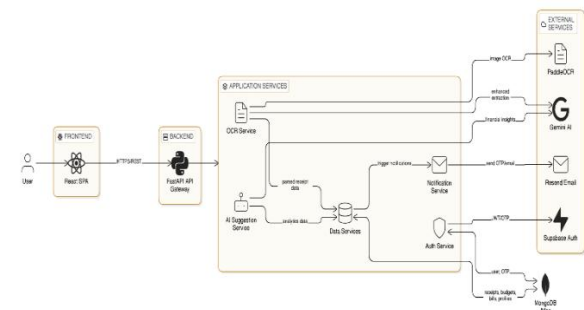 EXTERNAL
SERVICES
PaddleOCR
image OCR
enhanced
extraction
Gemini AI
financial insights
APPLICATION SERVICES
OCR Service
FRONTEND
BACKEND
User
React SPA
HTTPS/REST
FastAPI API
Gateway
parsed receipt
data
trigger notifications
Notification
Service
send OTP/email
Resend Email
AI Suggestion
Service
analytics data
Data Services
Auth Service
JWT/OTP
Supabase Auth
user, OTP
receipts, budgets,
bills, profiles
MongoDB